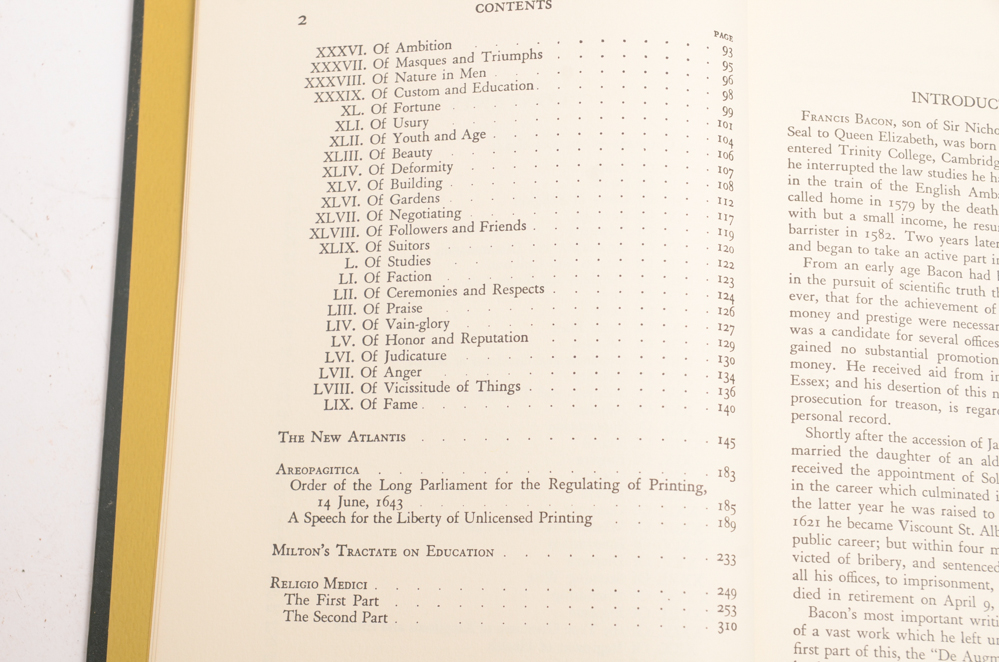 2
CONTENTS
PAGE
XXXVI. Of Ambition 93
XXXVII. Of Masques and Triumphs 95
XXXVIII. Of Nature in Men 96
XXXIX. Of Custom and Education 98
XL. Of Fortune 99
XLI. Of Usury 101
XLII. Of Youth and Age 104
XLIII. Of Beauty 106
XLIV. Of Deformity 107
XLV. Of Building 108
XLVI. Of Gardens 112
XLVII. Of Negotiating 117
XLVIII. Of Followers and Friends 119
XLIX. Of Suitors 120
L. Of Studies 122
LI. Of Faction 123
LII. Of Ceremonies and Respects 124
LIII. Of Praise 126
LIV. Of Vain-glory 127
LV. Of Honor and Reputation 129
LVI. Of Judicature 130
LVII. Of Anger 134
LVIII. Of Vicissitude of Things 136
LIX. Of Fame 140
The New Atlantis 145
Areopagitica 183
Order of the Long Parliament for the Regulating of Printing,
14 June, 1643 185
A Speech for the Liberty of Unlicensed Printing 189
Milton's Tractate on Education 233
Religio Medici 249
The First Part 253
The Second Part 310
INTRODUC
Francis Bacon, son of Sir Nicho
Seal to Queen Elizabeth, was born
entered Trinity College, Cambridg
he interrupted the law studies he h
in the train of the English Amb
called home in 1579 by the death
with but a small income, he resu
barrister in 1582. Two years later
and began to take an active part i
From an early age Bacon had
in the pursuit of scientific truth t
ever, that for the achievement of
money and prestige were necessar
was a candidate for several offices
gained no substantial promotion
money. He received aid from in
Essex; and his desertion of this n
prosecution for treason, is regar
personal record.
Shortly after the accession of Ja
married the daughter of an ald
received the appointment of Sol
in the career which culminated i
the latter year he was raised to
1621 he became Viscount St. Alb
public career; but within four m
victed of bribery, and sentenced
all his offices, to imprisonment,
died in retirement on April 9,
Bacon's most important writi
of a vast work which he left un
first part of this, the "De Augm